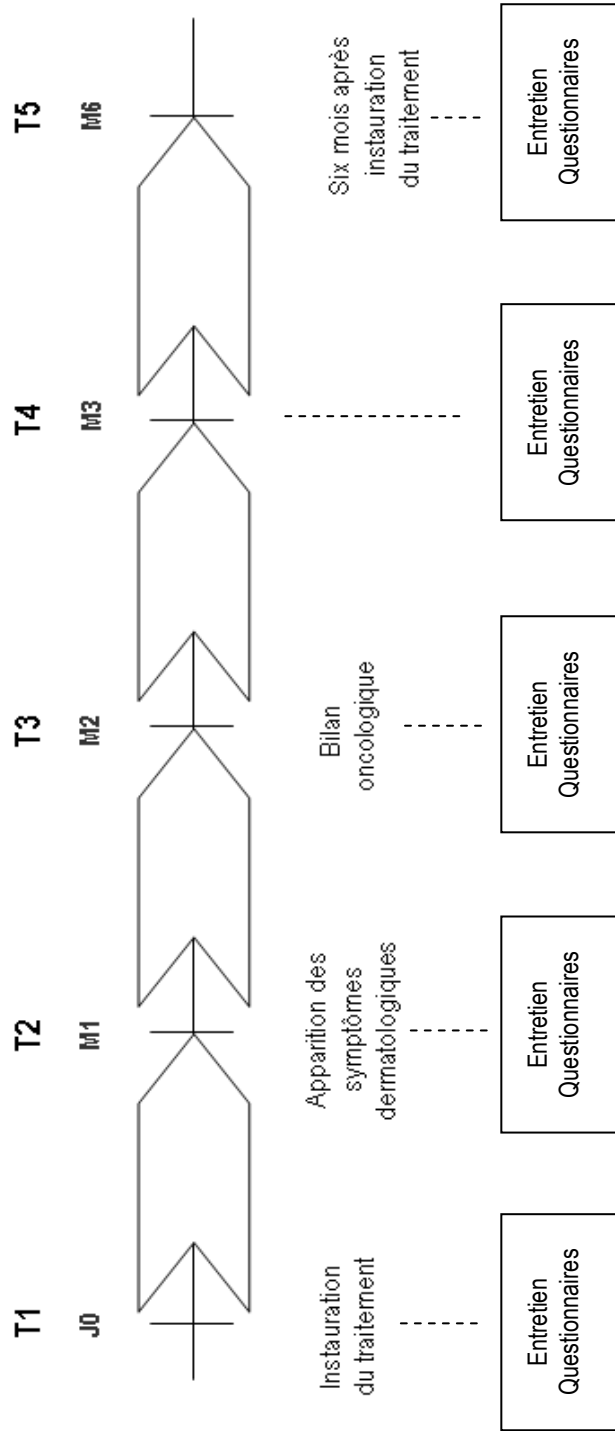 T1
T2
T3
T4
T5
J0
M1
M2
M3
M6
Instauration
du traitement
Apparition des
symptômes
dermatologiques
Bilan
oncologique
Six mois après
instauration
du traitement
Entretien
Questionnaires
Entretien
Questionnaires
Entretien
Questionnaires
Entretien
Questionnaires
Entretien
Questionnaires